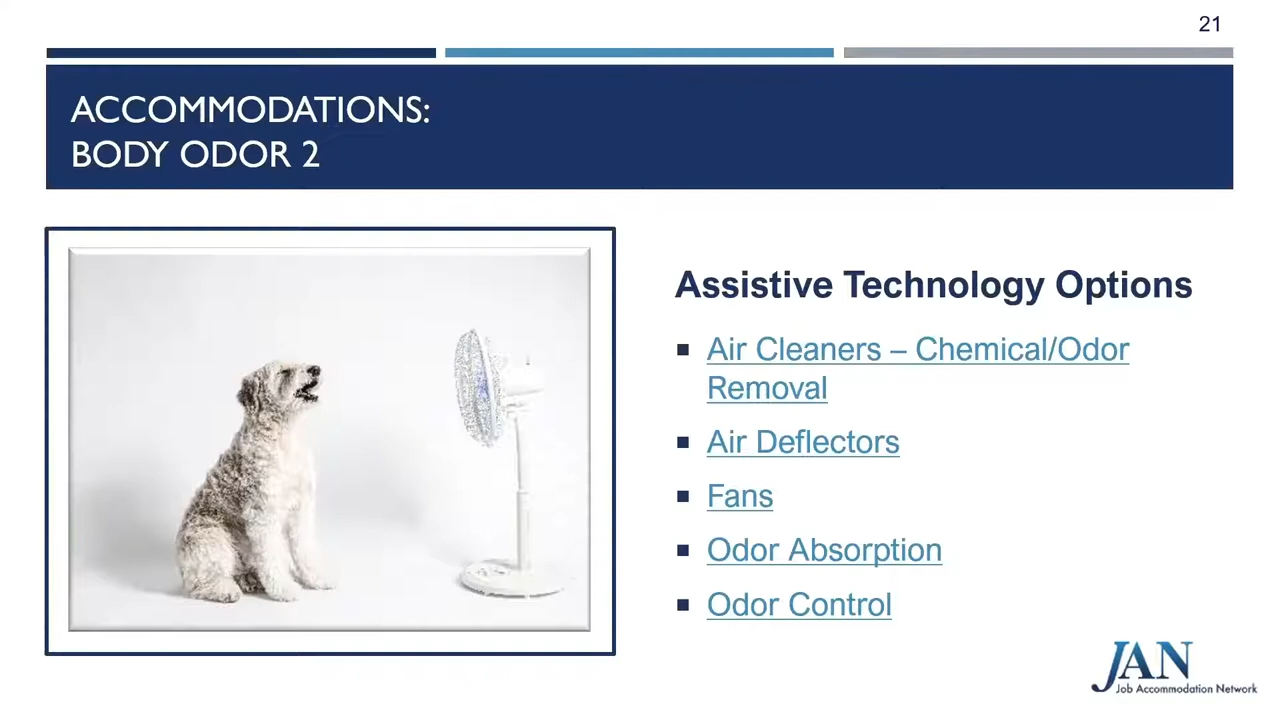 21
ACCOMMODATIONS:
BODY ODOR 2
Assistive Technology Options
Air Cleaners – Chemical/Odor
Removal
Air Deflectors
Fans
Odor Absorption
Odor Control
JAN
Job Accommodation Network